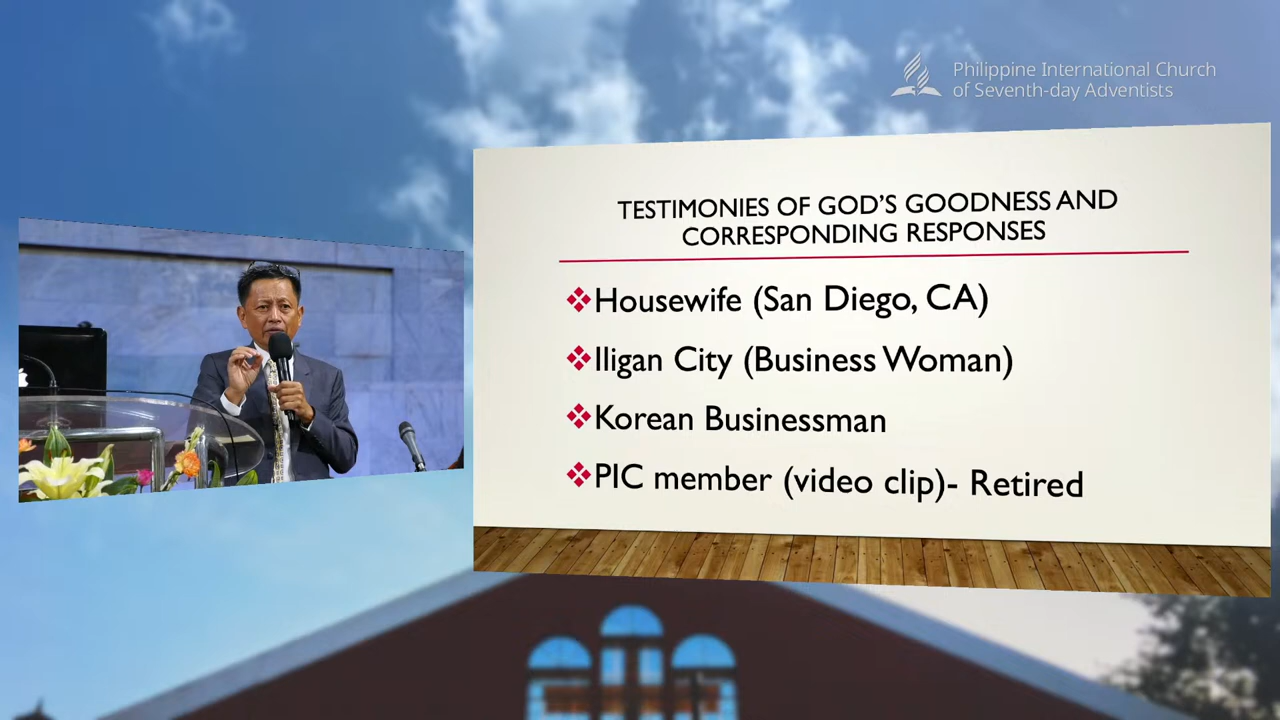 Philippine International Church
of Seventh-day Adventists
TESTIMONIES OF GOD'S GOODNESS AND
CORRESPONDING RESPONSES
❖Housewife (San Diego, CA)
❖Iligan City (Business Woman)
❖Korean Businessman
❖PIC member (video clip)- Retired